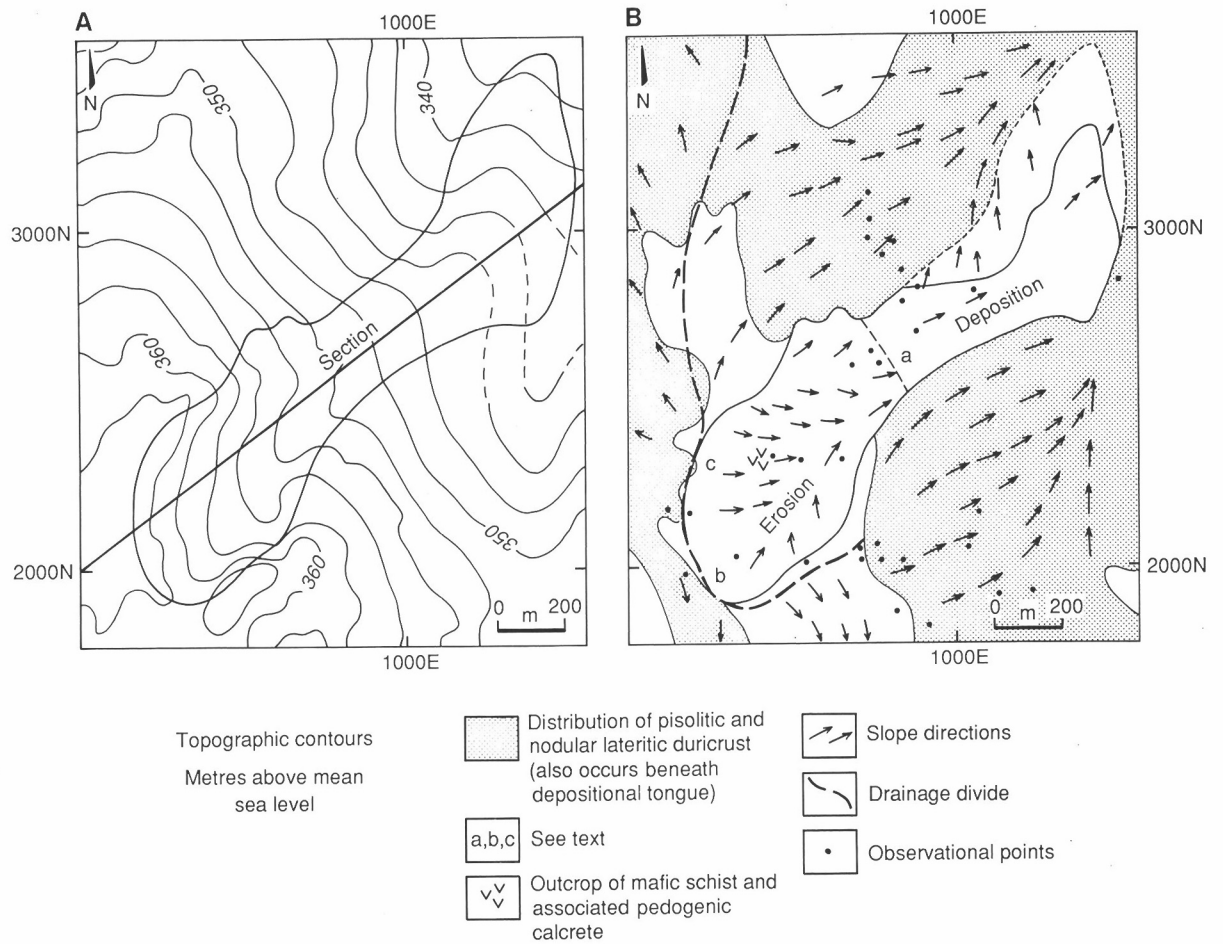 A
1000E
N
350
340
3000N
Section
360
2000N
350
360
0 m 200
1000E
B
1000E
N
3000N
Deposition
a
c
Erosion
b
2000N
0 m 200
1000E
Topographic contours
Metres above mean
sea level
Distribution of pisolitic and
nodular lateritic duricrust
(also occurs beneath
depositional tongue)
a,b,c
See text
Outcrop of mafic schist and
associated pedogenic
calcrete
Slope directions
Drainage divide
Observational points